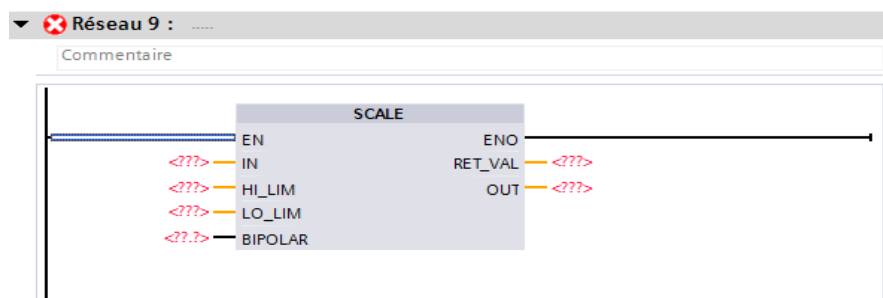 Réseau 9 : .....
Commentaire
SCALE
EN ENO
<???> IN RET_VAL <???>
<???> HI_LIM OUT <???>
<???> LO_LIM
<??.?> BIPOLAR